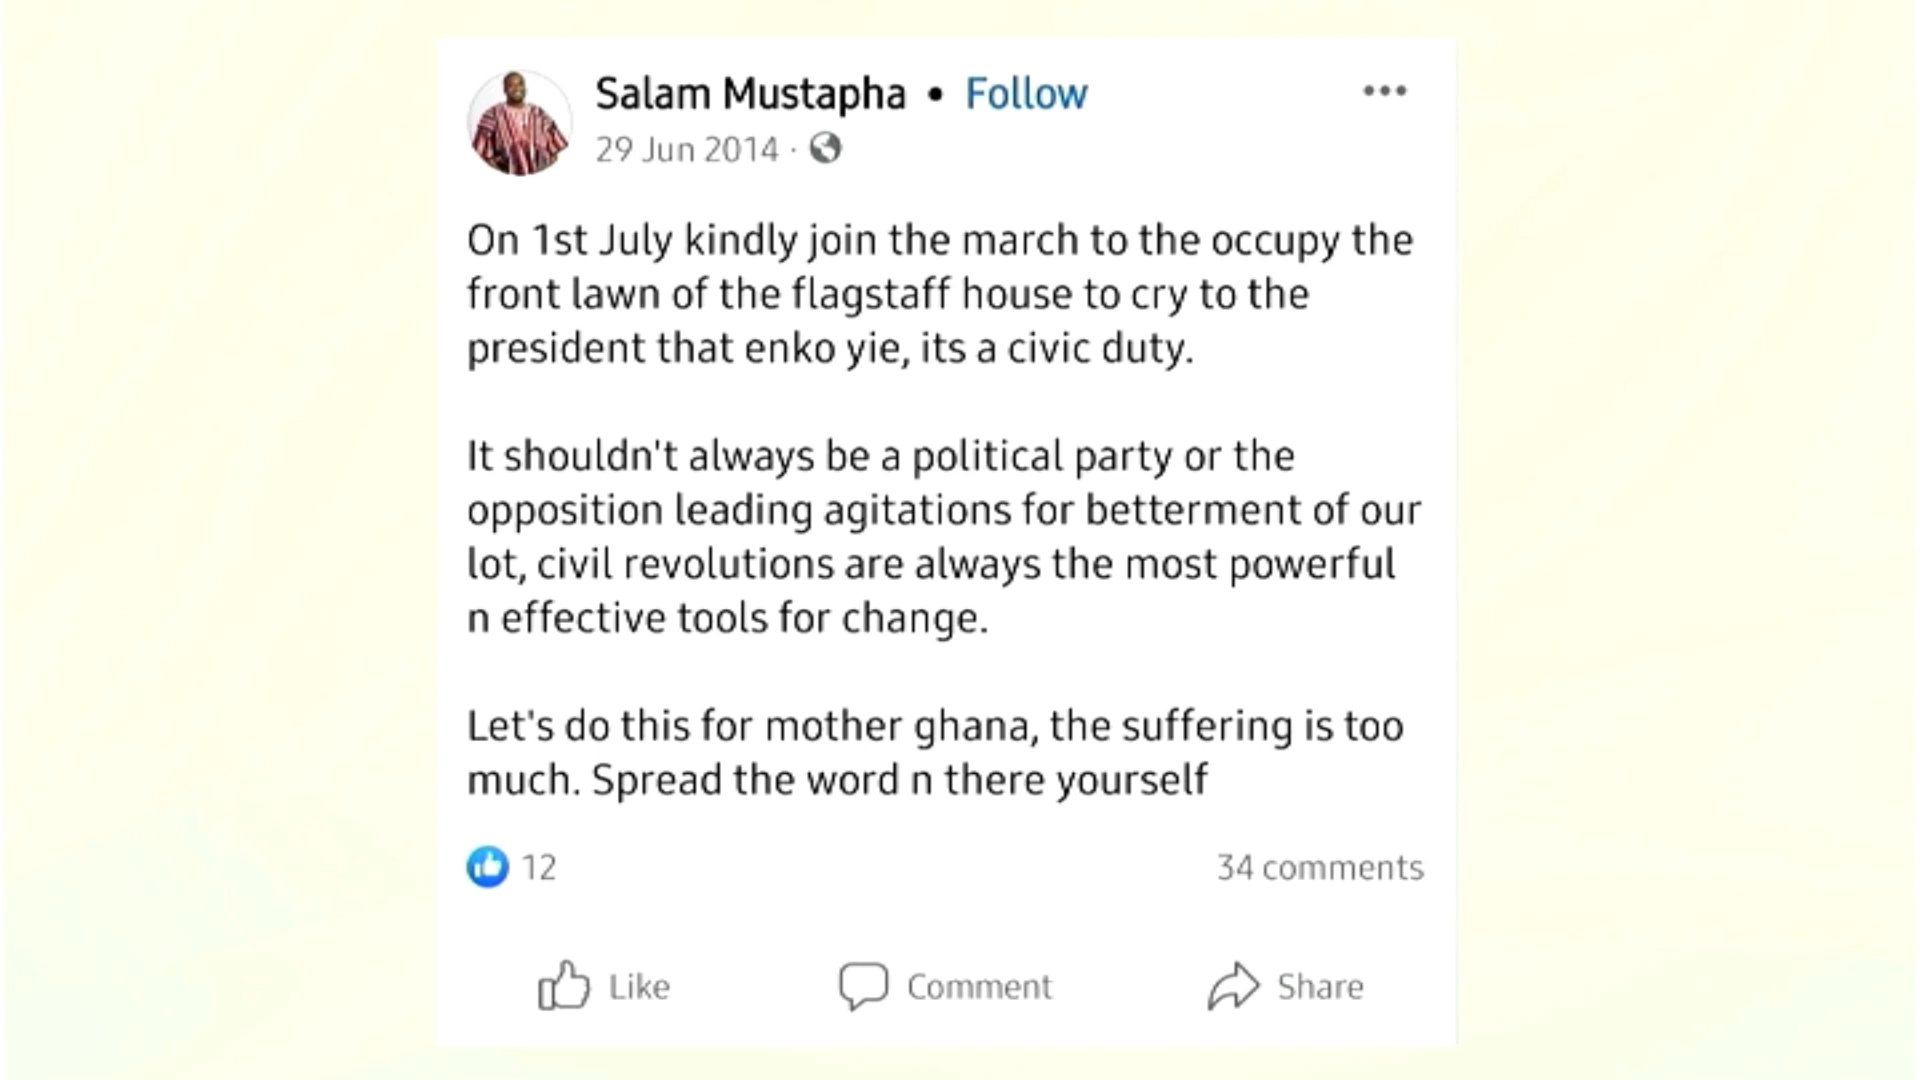 Salam Mustapha • Follow
29 Jun 2014 ·
On 1st July kindly join the march to the occupy the
front lawn of the flagstaff house to cry to the
president that enko yie, its a civic duty.
It shouldn't always be a political party or the
opposition leading agitations for betterment of our
lot, civil revolutions are always the most powerful
n effective tools for change.
Let's do this for mother ghana, the suffering is too
much. Spread the word n there yourself
12 34 comments
Like Comment Share